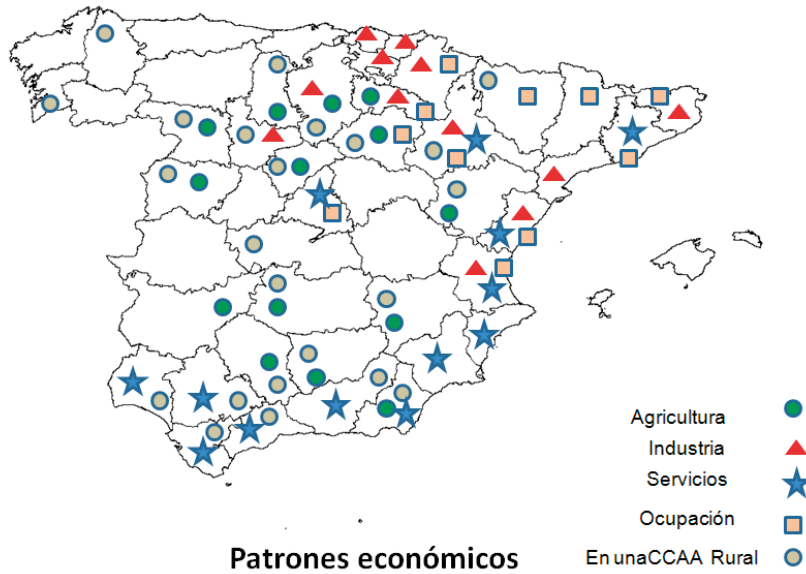 Agricultura
Industria
Servicios
Ocupación
En unaCCAA Rural
Patrones económicos